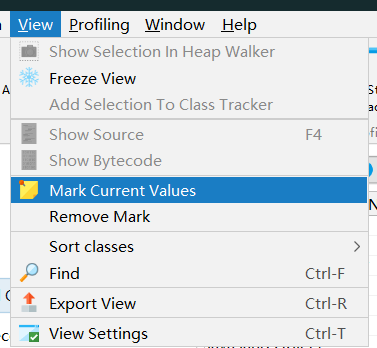 View Profiling Window Help
Show Selection In Heap Walker
Freeze View
Add Selection To Class Tracker
Show Source F4
Show Bytecode
Mark Current Values
Remove Mark
Sort classes
Find Ctrl-F
Export View Ctrl-R
View Settings Ctrl-T